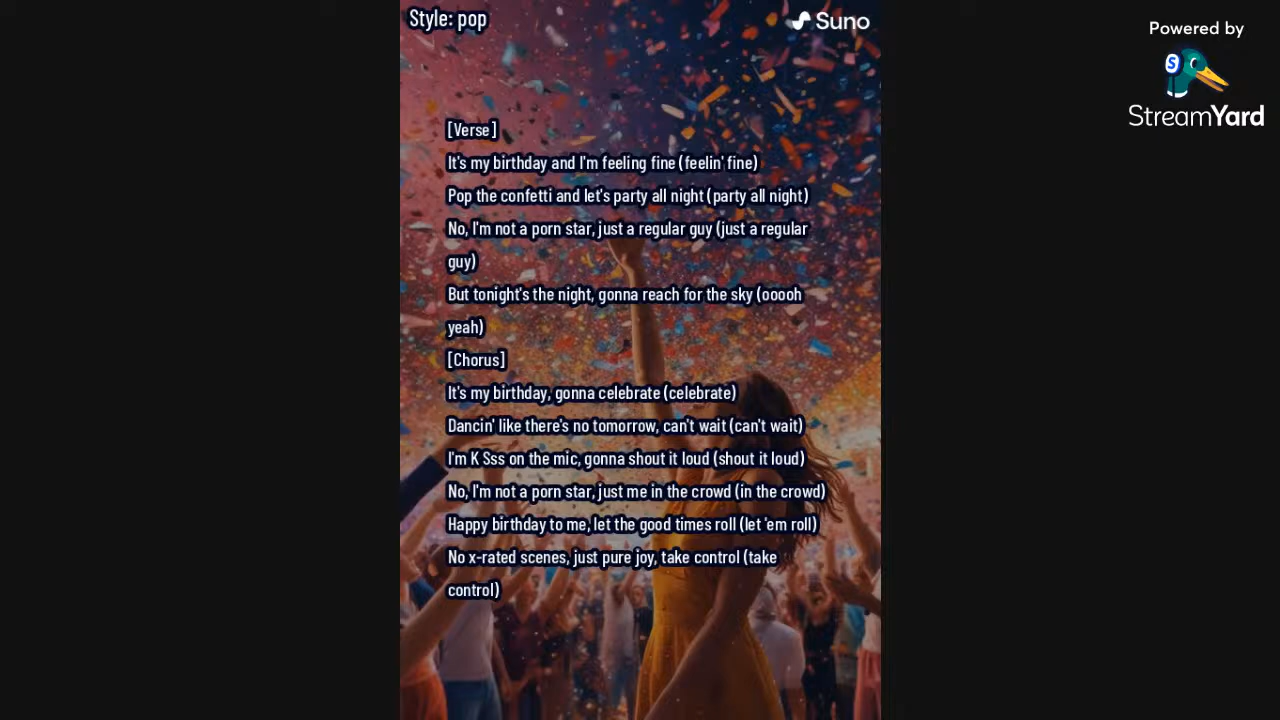 Style: pop
Suno
Powered by
S
StreamYard
[Verse]
It's my birthday and I'm feeling fine (feelin' fine)
Pop the confetti and let's party all night (party all night)
No, I'm not a porn star, just a regular guy (just a regular
guy)
But tonight's the night, gonna reach for the sky (ooooh
yeah)
[Chorus]
It's my birthday, gonna celebrate (celebrate)
Dancin' like there's no tomorrow, can't wait (can't wait)
I'm K Sss on the mic, gonna shout it loud (shout it loud)
No, I'm not a porn star, just me in the crowd (in the crowd)
Happy birthday to me, let the good times roll (let 'em roll)
No x-rated scenes, just pure joy, take control (take
control)